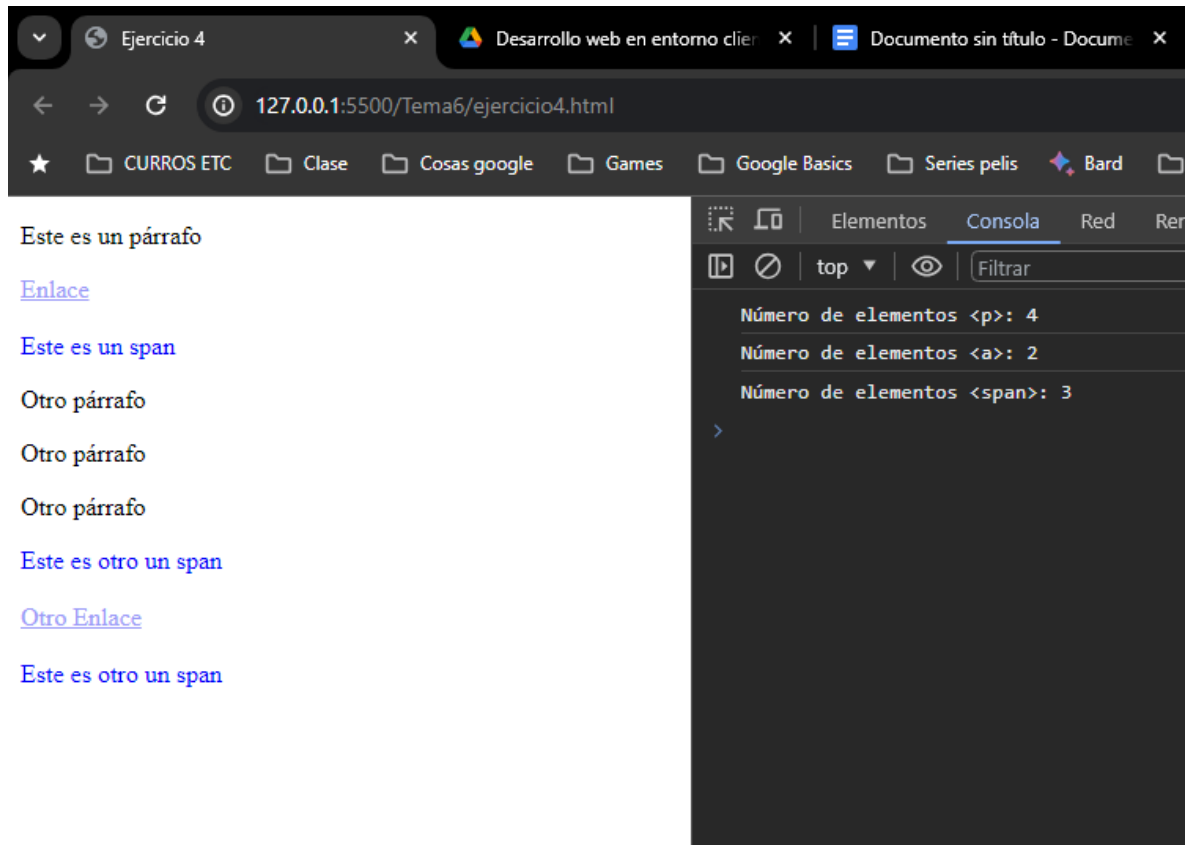 Ejercicio 4
Desarrollo web en entorno clien
Documento sin título - Docume
127.0.0.1:5500/Tema6/ejercicio4.html
CURROS ETC Clase Cosas google Games Google Basics Series pelis Bard
Elementos Consola Red Rer
top Filtrar
Este es un párrafo
Enlace
Este es un span
Otro párrafo
Otro párrafo
Otro párrafo
Este es otro un span
Otro Enlace
Este es otro un span
Número de elementos <p>: 4
Número de elementos <a>: 2
Número de elementos <span>: 3